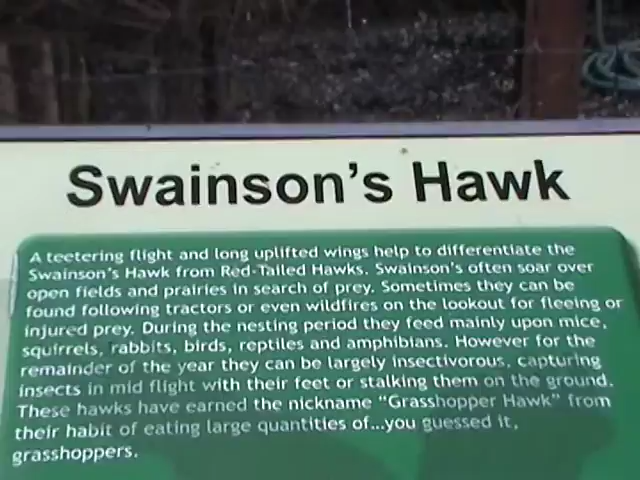 Swainson's Hawk
A teetering flight and long uplifted wings help to differentiate the
Swainson's Hawk from Red-Tailed Hawks. Swainson's often soar over
open fields and prairies in search of prey. Sometimes they can be
found following tractors or even wildfires on the lookout for fleeing or
injured prey. During the nesting period they feed mainly upon mice,
squirrels, rabbits, birds, reptiles and amphibians. However for the
remainder of the year they can be largely insectivorous, capturing
insects in mid flight with their feet or stalking them on the ground.
These hawks have earned the nickname "Grasshopper Hawk" from
their habit of eating large quantities of...you guessed it,
grasshoppers.